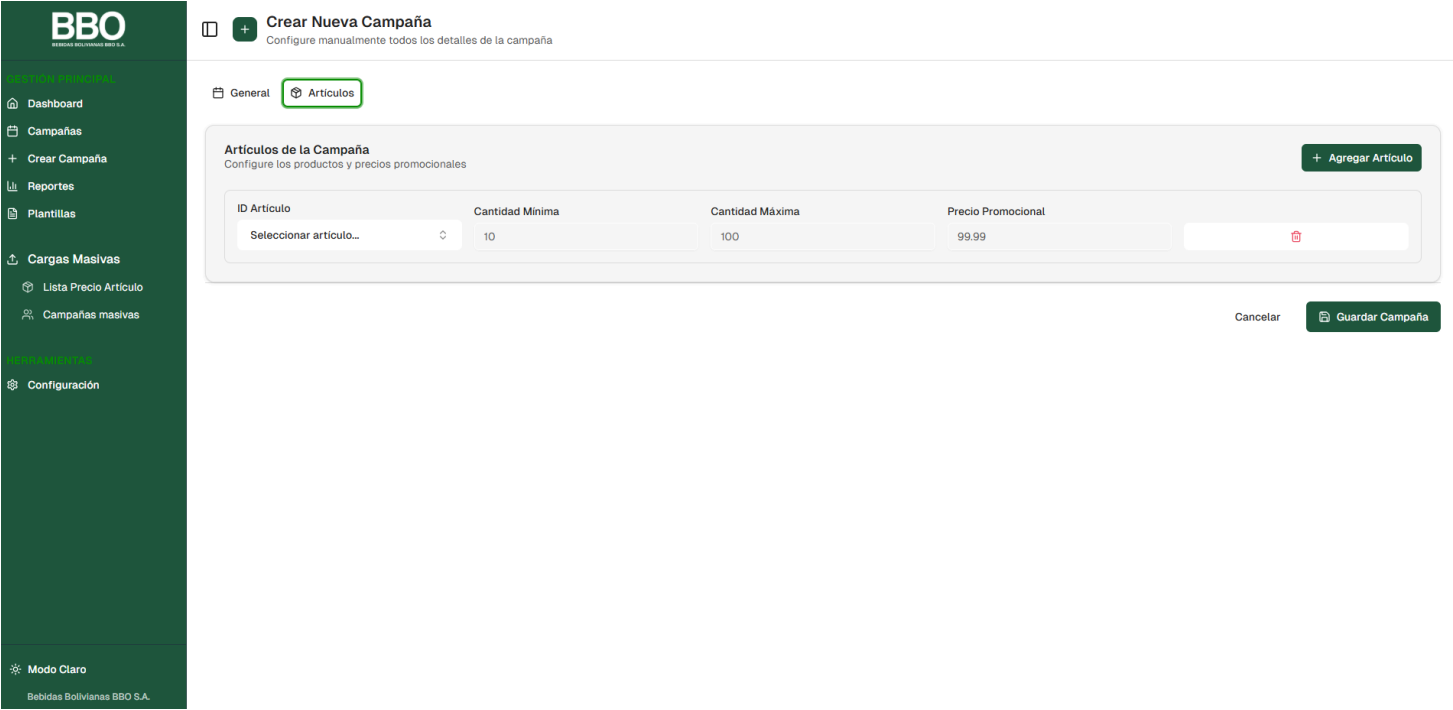 BBO
BEBIDAS BOLIVIANAS BBO S.A.
GESTIÓN PRINCIPAL
Dashboard
Campañas
Crear Campaña
Reportes
Plantillas
Cargas Masivas
Lista Precio Artículo
Campañas masivas
HERRAMIENTAS
Configuración
Modo Claro
Bebidas Bolivianas BBO S.A.
Crear Nueva Campaña
Configure manualmente todos los detalles de la campaña
General Artículos
Artículos de la Campaña
Configure los productos y precios promocionales
+ Agregar Artículo
ID Artículo Cantidad Mínima Cantidad Máxima Precio Promocional
Seleccionar artículo... 10 100 99.99
Cancelar Guardar Campaña